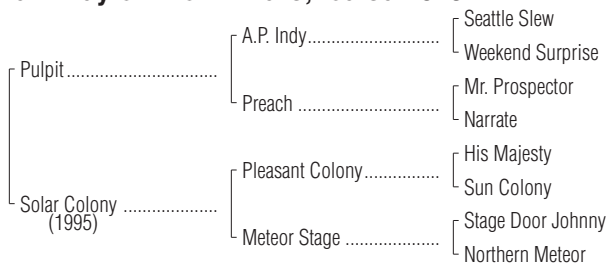 Seattle Slew
A.P. Indy
Weekend Surprise
Pulpit
Mr. Prospector
Preach
Narrate
His Majesty
Pleasant Colony
Sun Colony
Solar Colony
(1995)
Stage Door Johnny
Meteor Stage
Northern Meteor